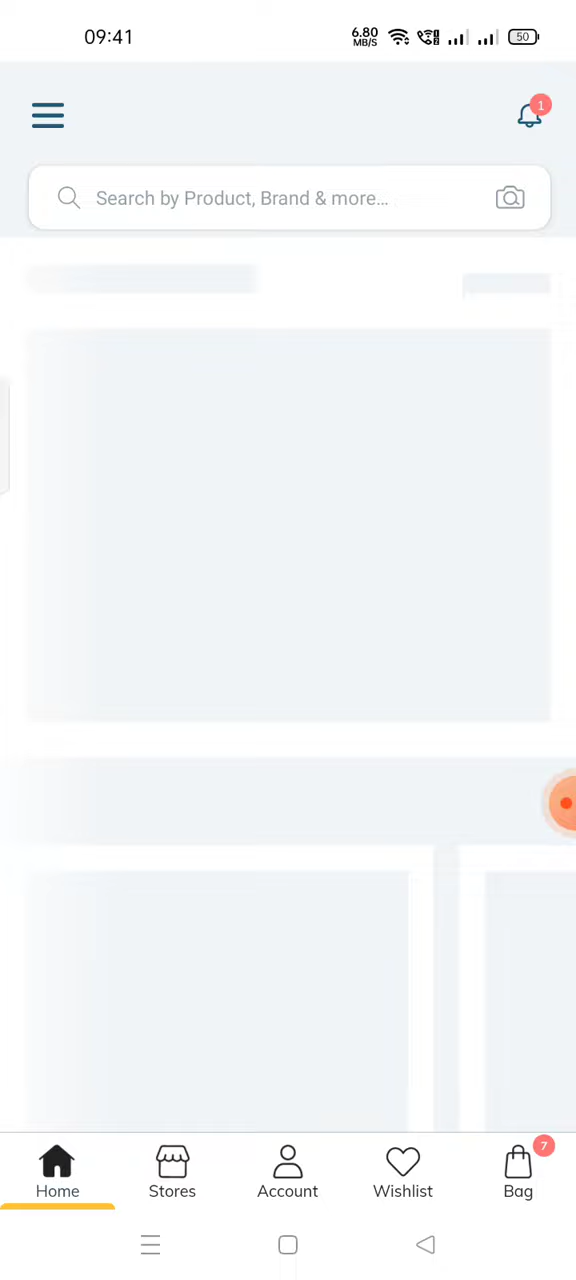 09:41
6.80
MB/S
50
1
Search by Product, Brand & more...
7
Home
Stores
Account
Wishlist
Bag